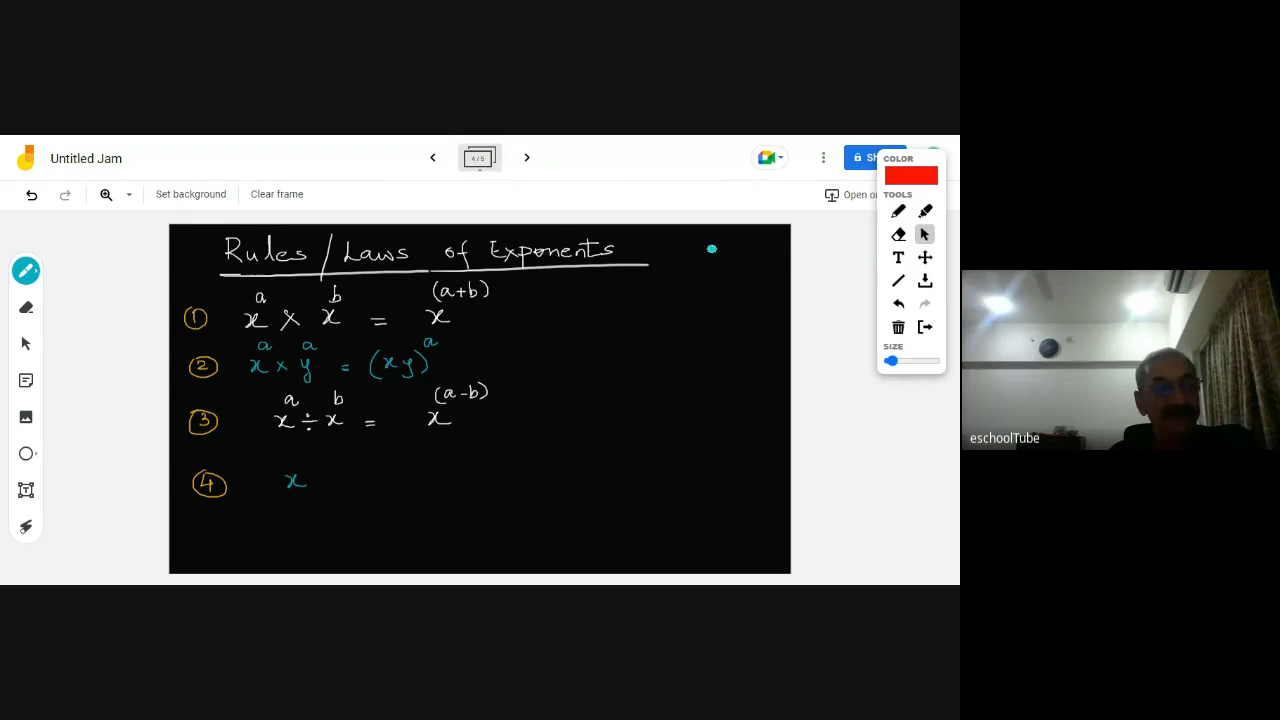 Untitled Jam
4/5
Sh
Set background
Clear frame
Open o
COLOR
TOOLS
SIZE
Rules / Laws of Exponents
① x^a × x^b = x^(a+b)
② x^a × y^a = (xy)^a
③ x^a ÷ x^b = x^(a-b)
④ x
eschoolTube